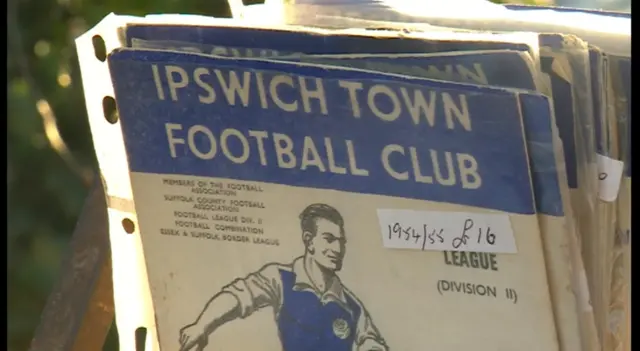 IPSWICH TOWN
FOOTBALL CLUB
MEMBERS OF THE FOOTBALL
ASSOCIATION
SUFFOLK COUNTY FOOTBALL
ASSOCIATION
FOOTBALL LEAGUE DIV. II
FOOTBALL COMBINATION
ESSEX & SUFFOLK BORDER LEAGUE
1954/55 £16
LEAGUE
(DIVISION II)